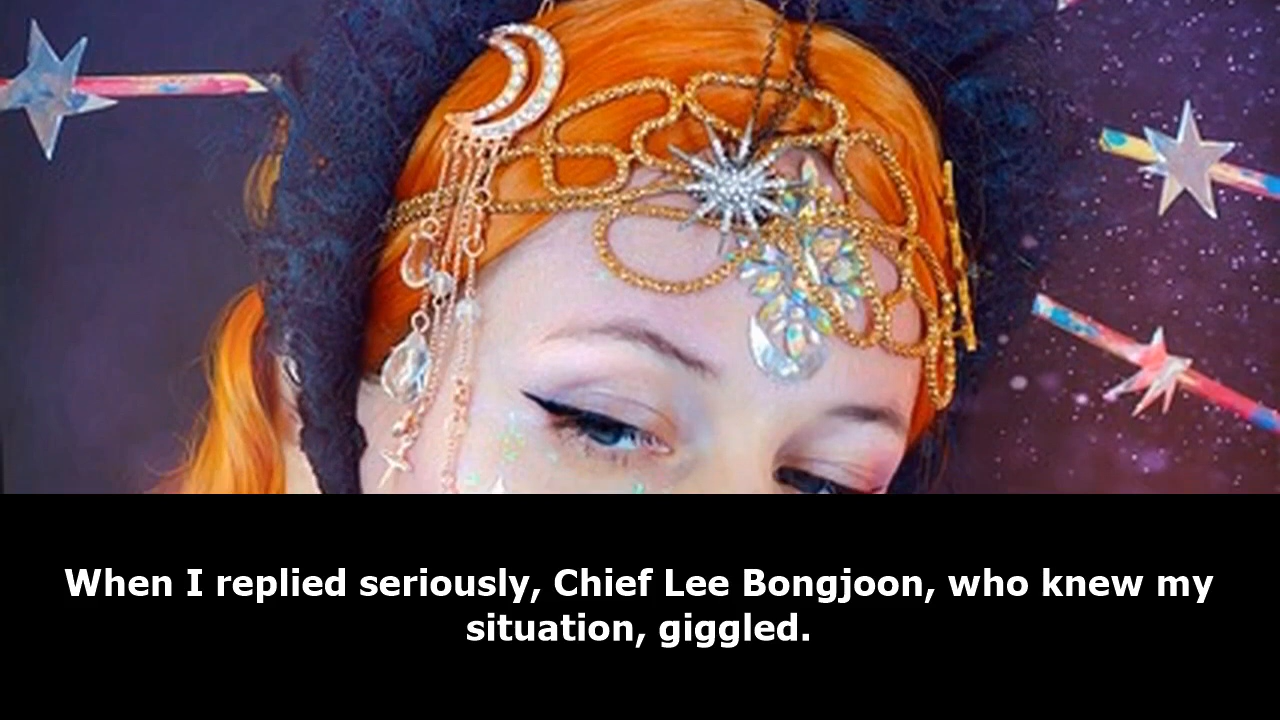 When I replied seriously, Chief Lee Bongjoon, who knew my
situation, giggled.